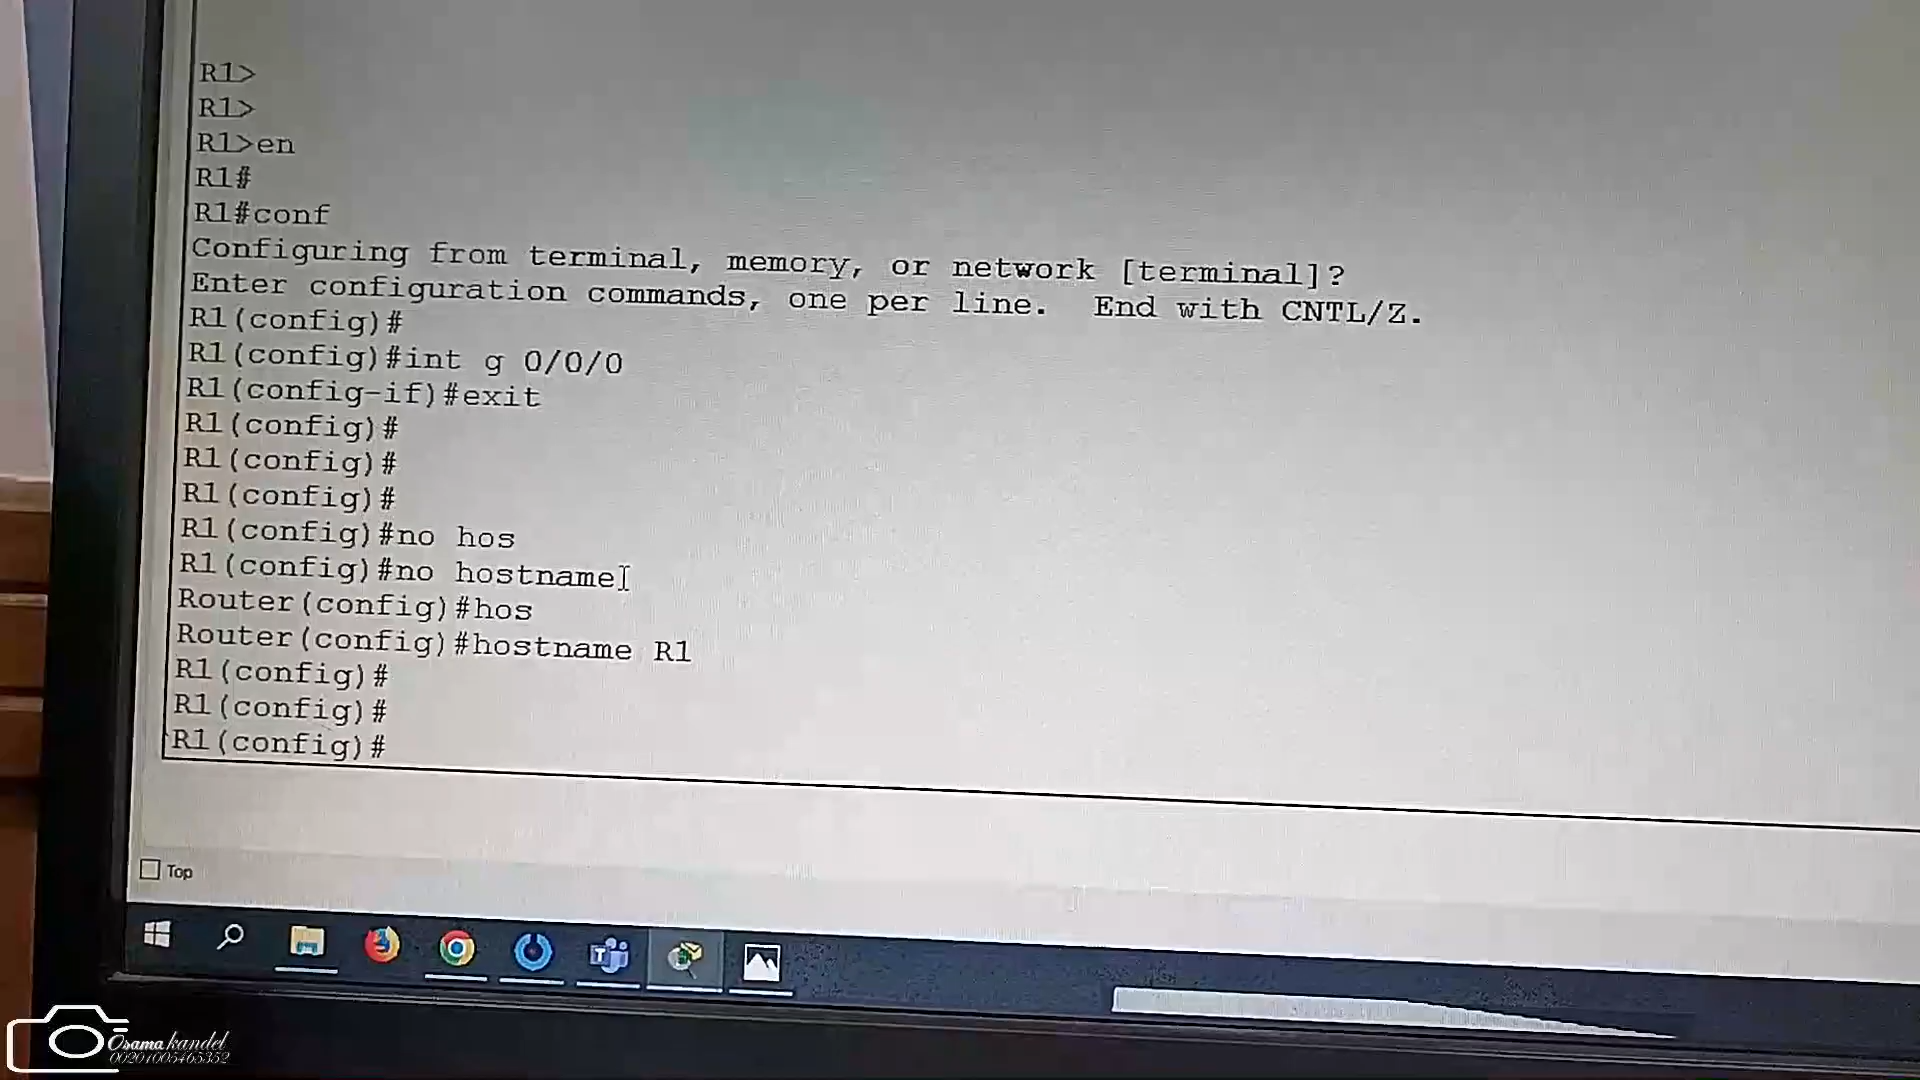 R1>
R1>
R1>en
R1#
R1#conf
Configuring from terminal, memory, or network [terminal]?
Enter configuration commands, one per line.  End with CNTL/Z.
R1(config)#
R1(config)#int g 0/0/0
R1(config-if)#exit
R1(config)#
R1(config)#
R1(config)#
R1(config)#no hos
R1(config)#no hostname
Router(config)#hos
Router(config)#hostname R1
R1(config)#
R1(config)#
R1(config)#
Top
Osama kandel
00201005465352